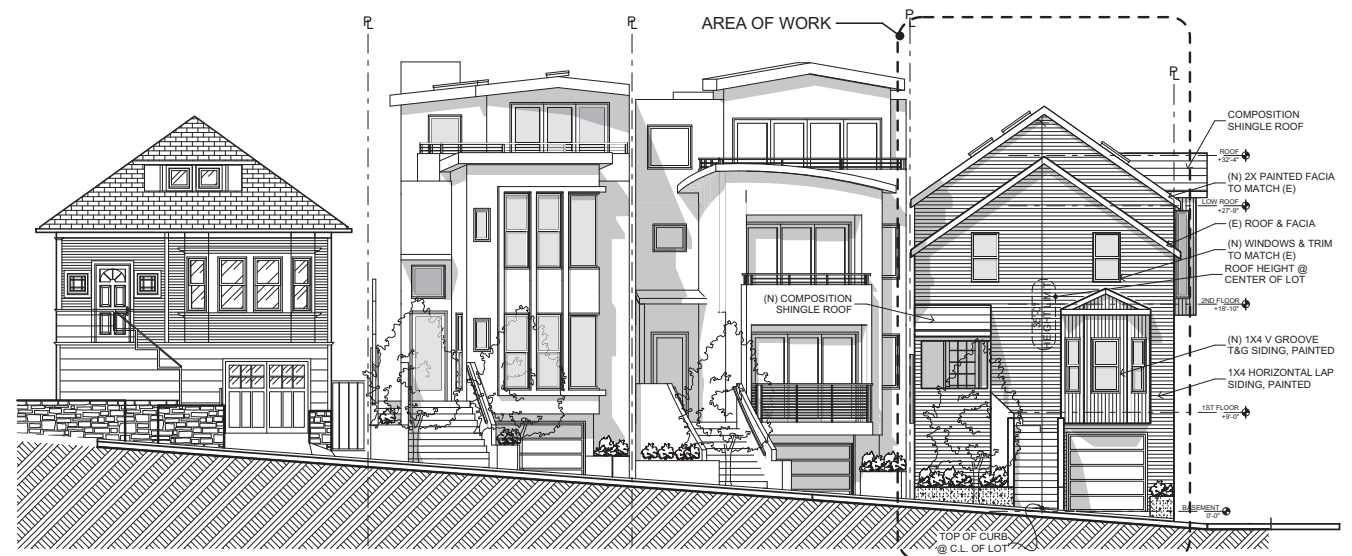 PL
PL
AREA OF WORK
PL
PL
COMPOSITION
SHINGLE ROOF
ROOF
+32'-4"
(N) 2X PAINTED FACIA
TO MATCH (E)
LOW ROOF
+27'-9"
(E) ROOF & FACIA
(N) WINDOWS & TRIM
TO MATCH (E)
ROOF HEIGHT @
CENTER OF LOT
(N) COMPOSITION
SHINGLE ROOF
HEIGHT LIMIT
2ND FLOOR
+18'-10"
(N) 1X4 V GROOVE
T&G SIDING, PAINTED
1X4 HORIZONTAL LAP
SIDING, PAINTED
1ST FLOOR
+9'-0"
BASEMENT
0'-0"
TOP OF CURB
@ C.L. OF LOT